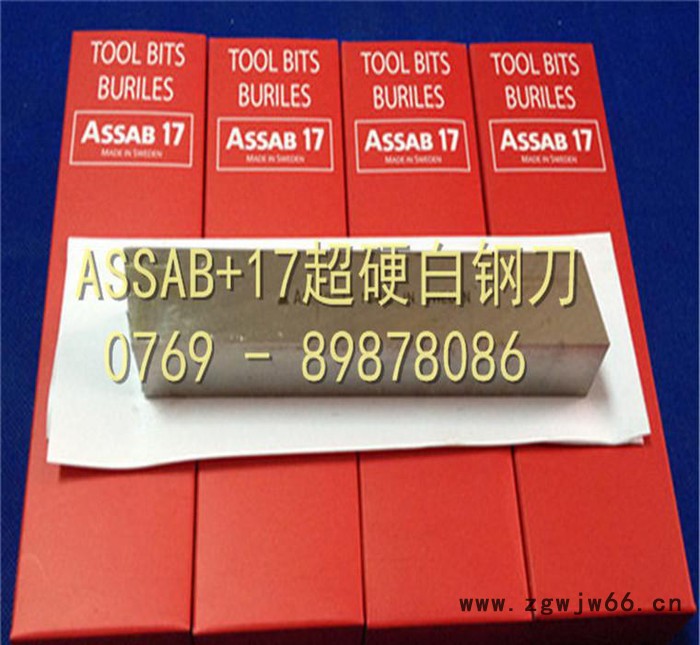 TOOL BITS
BURILES
ASSAB 17
MADE IN SWEDEN
TOOL BITS
BURILES
ASSAB 17
MADE IN SWEDEN
TOOL BITS
BURILES
ASSAB 17
MADE IN SWEDEN
TOOL BITS
BURILES
ASSAB 17
MADE IN SWEDEN
ASSAB+17超硬白钢刀
0769 - 89878086
www.zgwjw66.cn